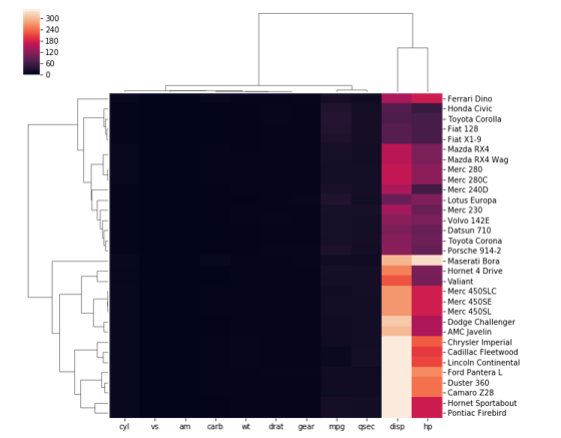 300
240
180
120
60
0
Ferrari Dino
Honda Civic
Toyota Corolla
Fiat 128
Fiat X1-9
Mazda RX4
Mazda RX4 Wag
Merc 280
Merc 280C
Merc 240D
Lotus Europa
Merc 230
Volvo 142E
Datsun 710
Toyota Corona
Porsche 914-2
Maserati Bora
Hornet 4 Drive
Valiant
Merc 450SLC
Merc 450SE
Merc 450SL
Dodge Challenger
AMC Javelin
Chrysler Imperial
Cadillac Fleetwood
Lincoln Continental
Ford Pantera L
Duster 360
Camaro Z28
Hornet Sportabout
Pontiac Firebird
cyl vs am carb wt drat gear mpg qsec disp hp